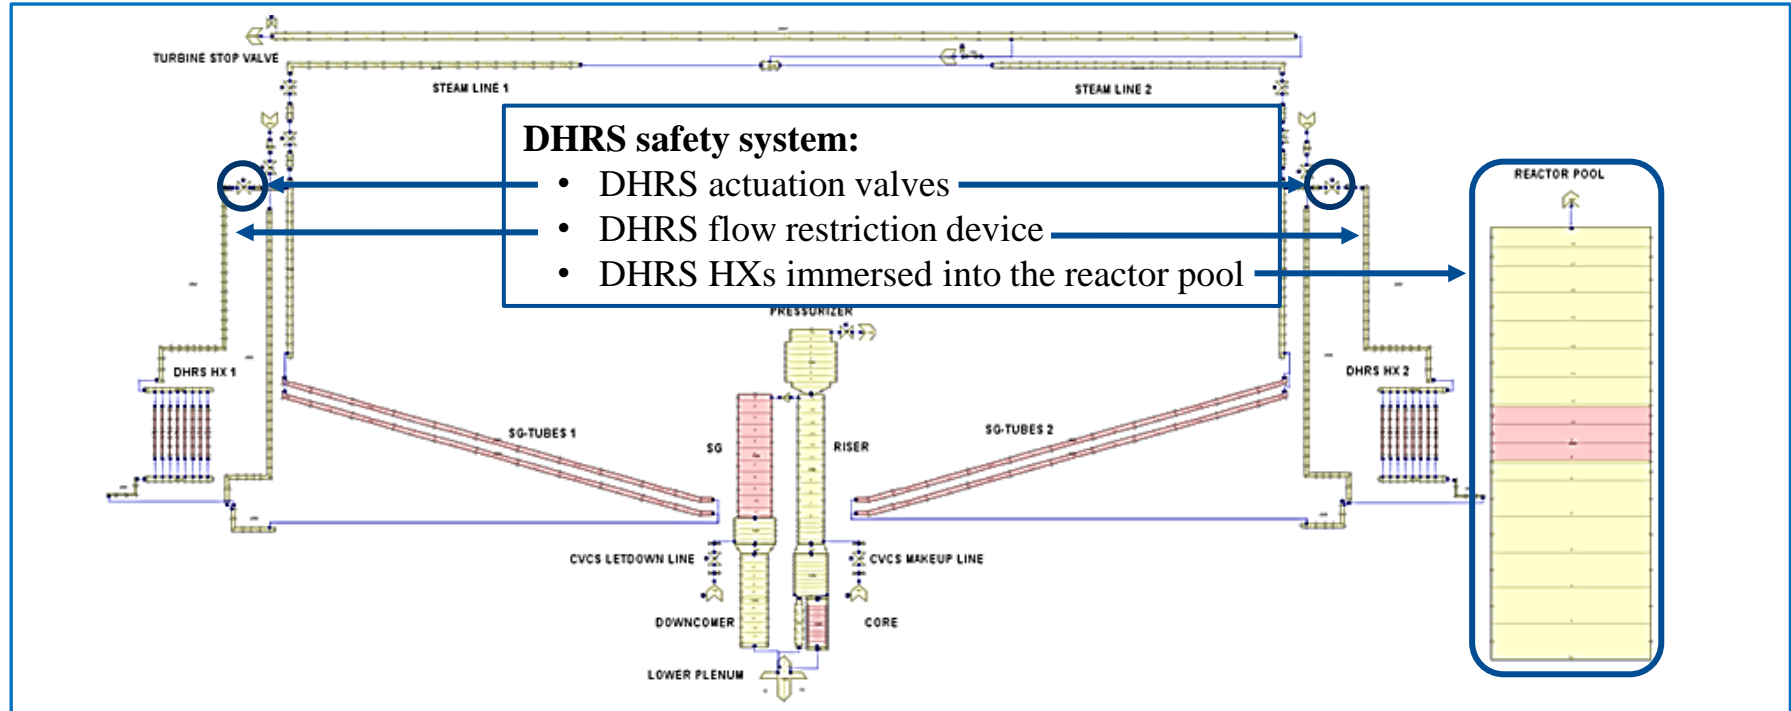 TURBINE STOP VALVE
STEAM LINE 1
STEAM LINE 2
DHRS safety system:
• DHRS actuation valves
• DHRS flow restriction device
• DHRS HXs immersed into the reactor pool
REACTOR POOL
PRESSURIZER
DHRS HX 1
DHRS HX 2
SG-TUBES 1
SG
RISER
SG-TUBES 2
CVCS LETDOWN LINE
CVCS MAKEUP LINE
DOWNCOMER
CORE
LOWER PLENUM